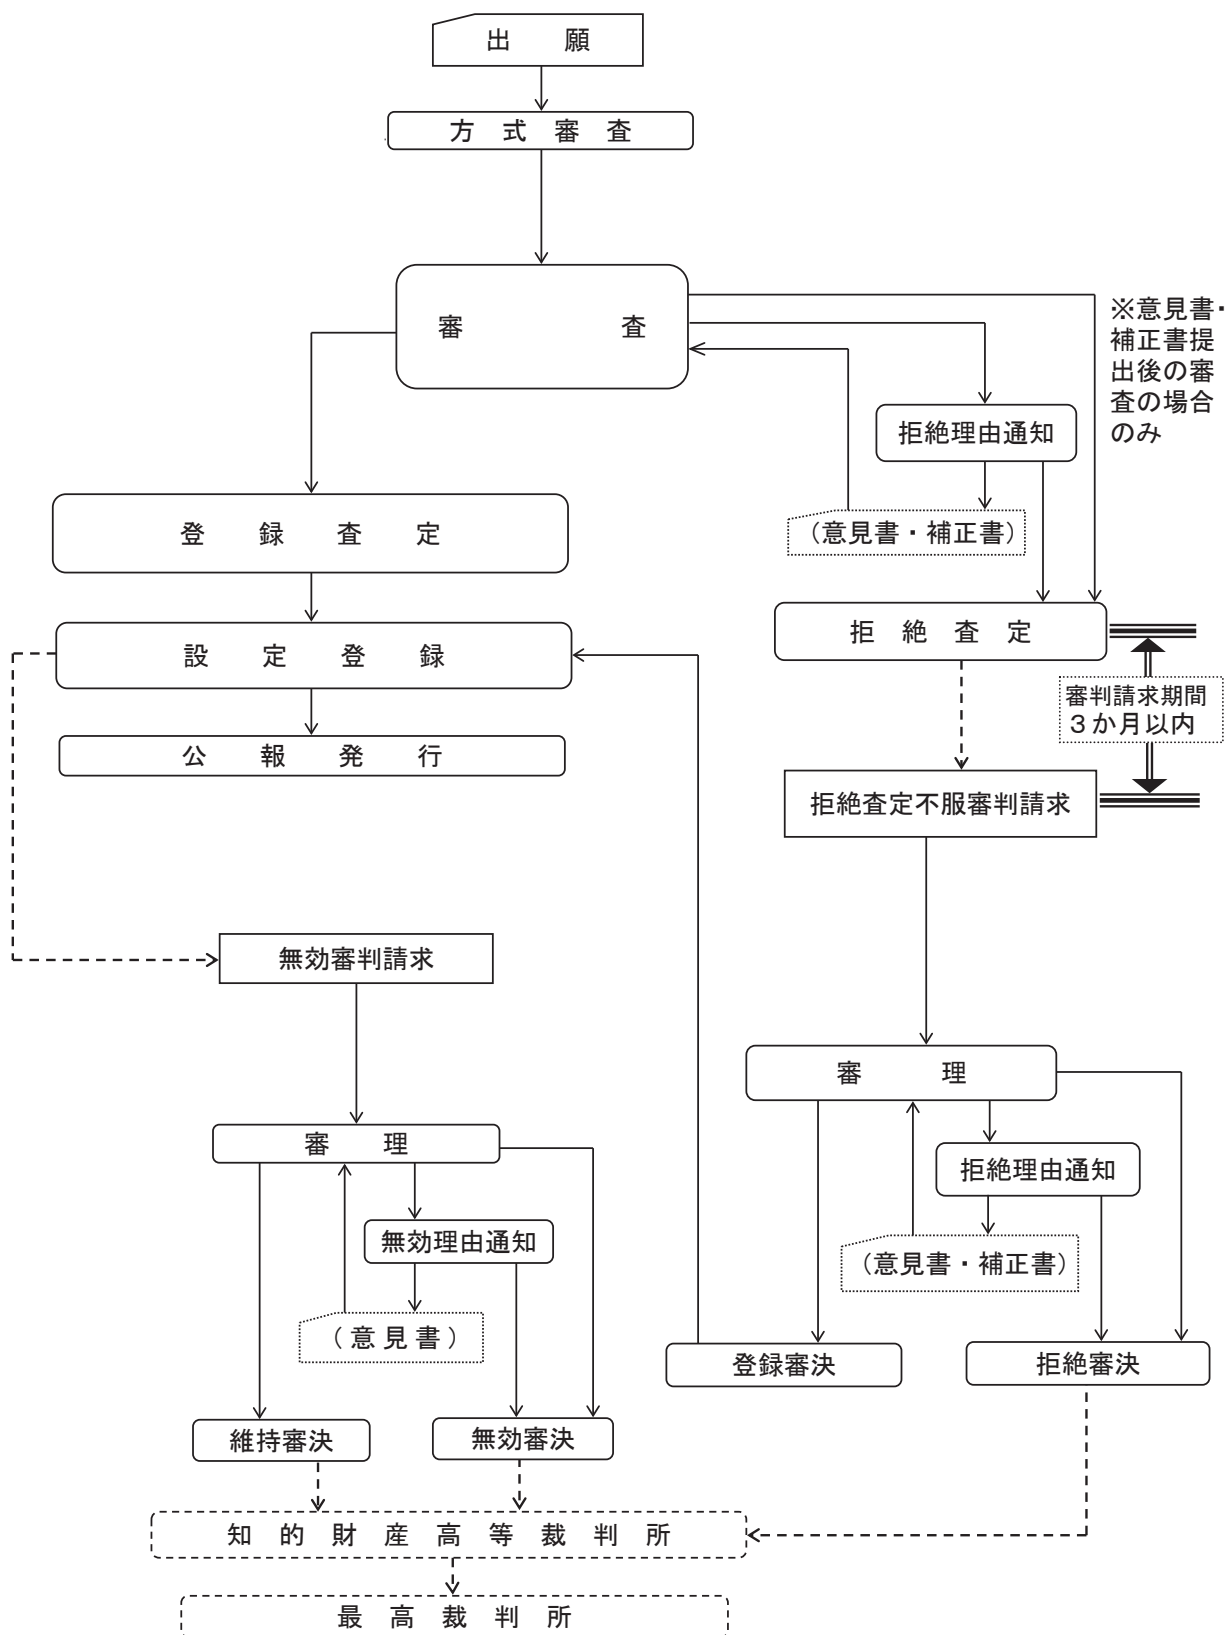 出願
方式審査
審査
※意見書・
補正書提
出後の審
査の場合
のみ
拒絶理由通知
（意見書・補正書）
登録査定
拒絶査定
設定登録
審判請求期間
３か月以内
公報発行
拒絶査定不服審判請求
無効審判請求
審理
拒絶理由通知
（意見書・補正書）
登録審決
拒絶審決
審理
無効理由通知
（意見書）
維持審決
無効審決
知的財産高等裁判所
最高裁判所